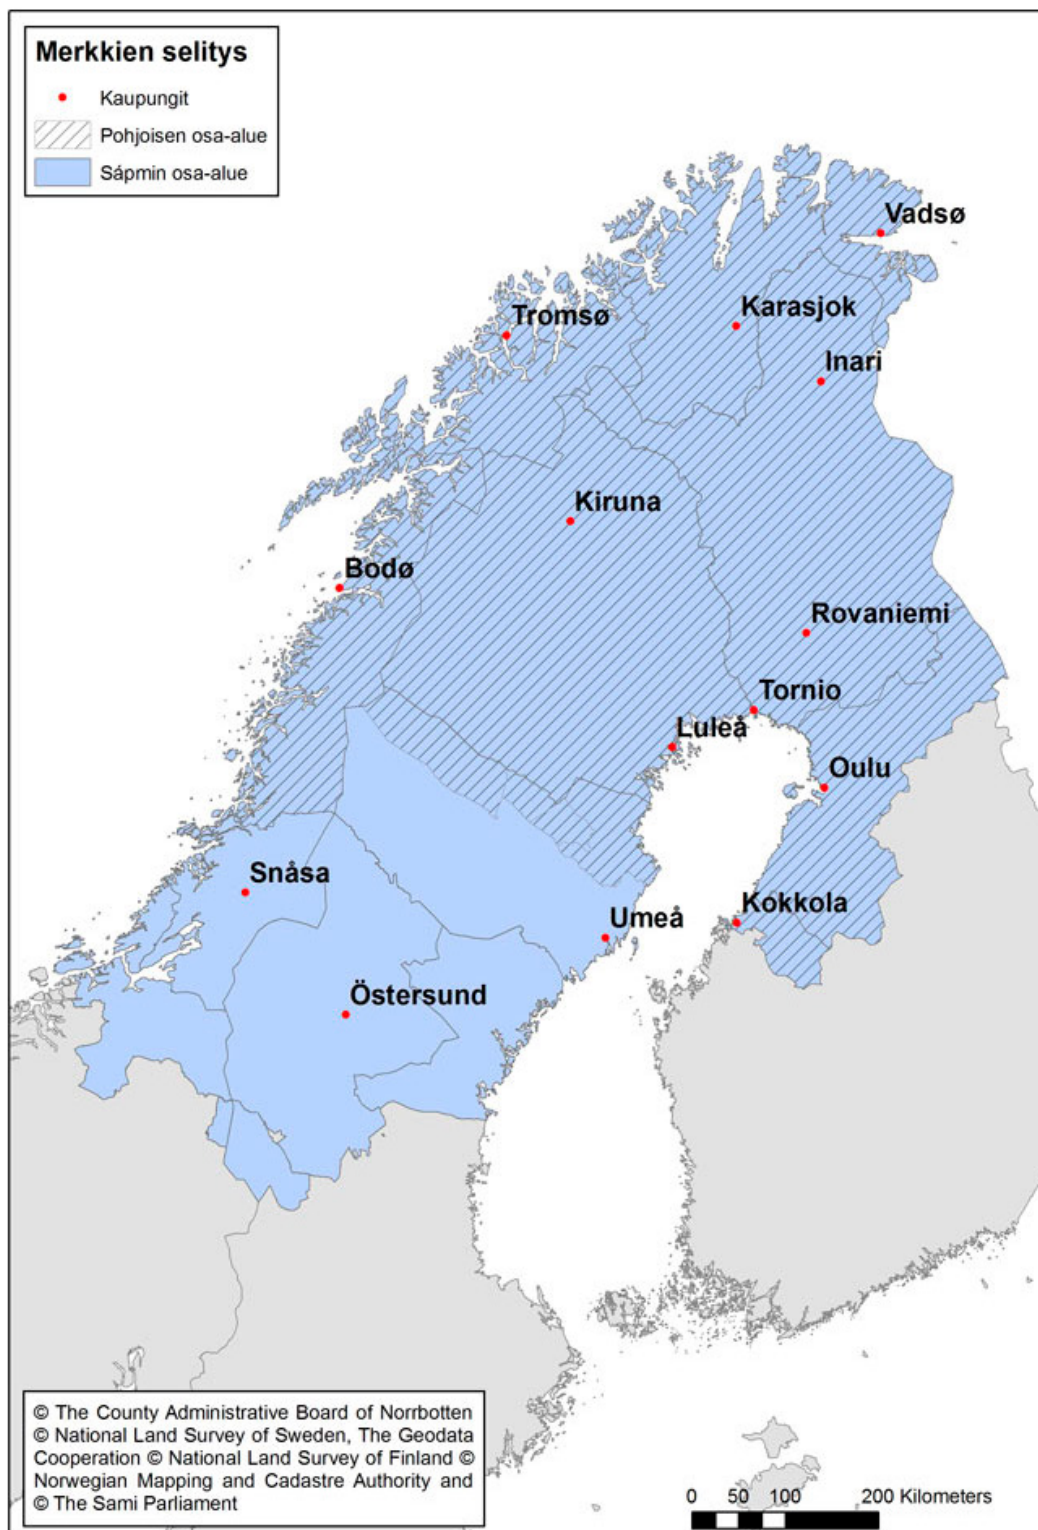 Merkkien selitys
Kaupungit
Pohjoisen osa-alue
Sápmin osa-alue
Vadsø
Karasjok
Tromsø
Inari
Kiruna
Bodø
Rovaniemi
Tornio
Luleå
Oulu
Snåsa
Kokkola
Umeå
Östersund
© The County Administrative Board of Norrbotten
© National Land Survey of Sweden, The Geodata
Cooperation © National Land Survey of Finland ©
Norwegian Mapping and Cadastre Authority and
© The Sami Parliament
0 50 100 200 Kilometers